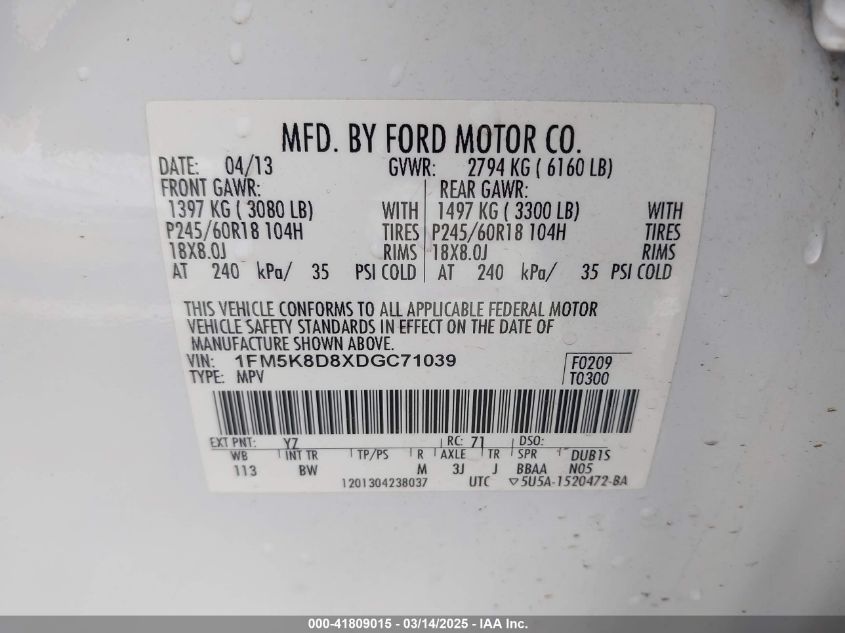 MFD. BY FORD MOTOR CO.
DATE: 04/13 GVWR: 2794 KG ( 6160 LB)
FRONT GAWR: REAR GAWR:
1397 KG ( 3080 LB) WITH 1497 KG ( 3300 LB) WITH
P245/60R18 104H TIRES P245/60R18 104H TIRES
18X8.0J RIMS 18X8.0J RIMS
AT 240 kPa/ 35 PSI COLD AT 240 kPa/ 35 PSI COLD
THIS VEHICLE CONFORMS TO ALL APPLICABLE FEDERAL MOTOR
VEHICLE SAFETY STANDARDS IN EFFECT ON THE DATE OF
MANUFACTURE SHOWN ABOVE.
VIN: 1FM5K8D8XDGC71039 F0209
TYPE: MPV T0300
EXT PNT: YZ RC: 71 DSO:
WB INT TR TP/PS R AXLE TR SPR DUB1S
113 BW M 3J J BBAA N05
1201304238037 UTC ▽5U5A-1520472-BA
000-41809015 - 03/14/2025 - IAA Inc.